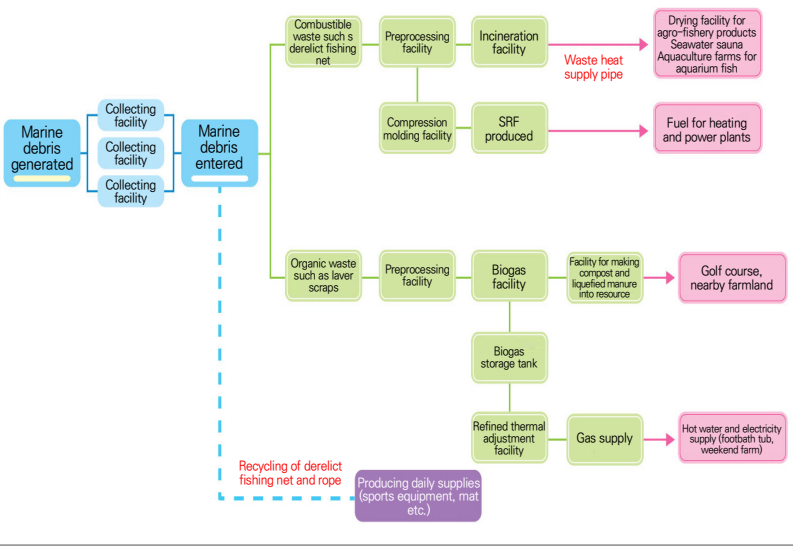 Marine
debris
generated
Collecting
facility
Collecting
facility
Collecting
facility
Marine
debris
entered
Combustible
waste such s
derelict fishing
net
Preprocessing
facility
Incineration
facility
Waste heat
supply pipe
Drying facility for
agro-fishery products
Seawater sauna
Aquaculture farms for
aquarium fish
Compression
molding facility
SRF
produced
Fuel for heating
and power plants
Organic waste
such as laver
scraps
Preprocessing
facility
Biogas
facility
Facility for making
compost and
liquefied manure
into resource
Golf course,
nearby farmland
Biogas
storage tank
Refined thermal
adjustment
facility
Gas supply
Hot water and electricity
supply (footbath tub,
weekend farm)
Recycling of derelict
fishing net and rope
Producing daily supplies
(sports equipment, mat
etc.)